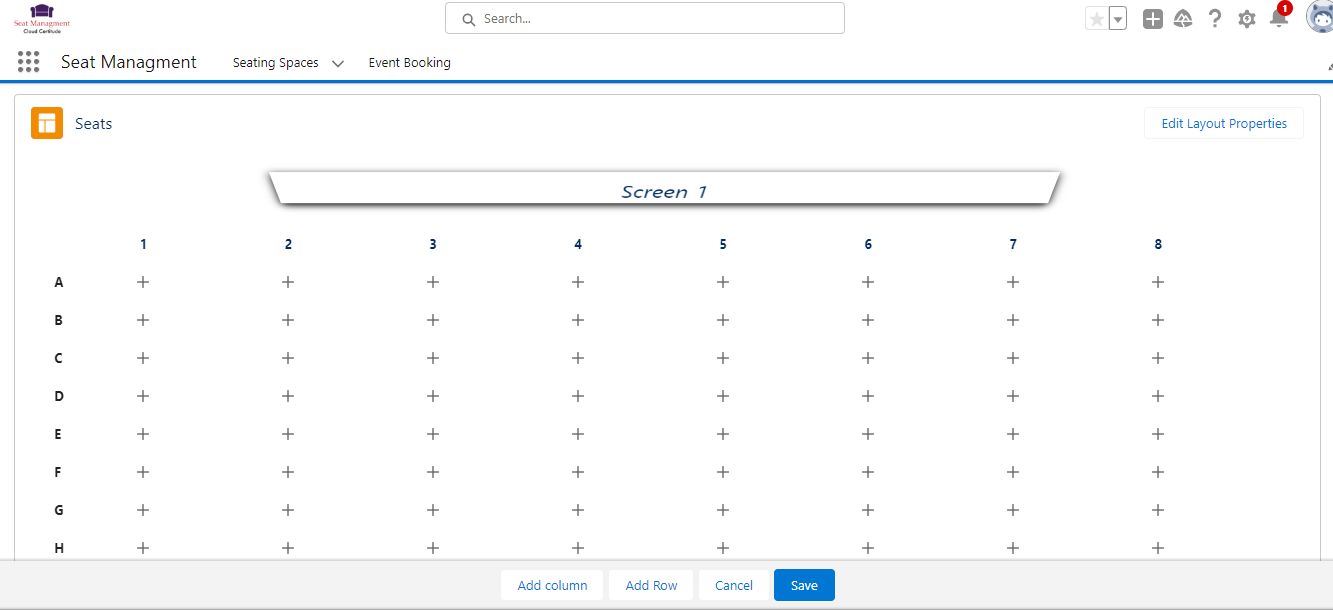 Seat Managment
Cloud Certitude
Search...
1
Seat Managment Seating Spaces Event Booking
Seats Edit Layout Properties
Screen 1
1 2 3 4 5 6 7 8
A + + + + + + + +
B + + + + + + + +
C + + + + + + + +
D + + + + + + + +
E + + + + + + + +
F + + + + + + + +
G + + + + + + + +
H + + + + + + + +
Add column Add Row Cancel Save